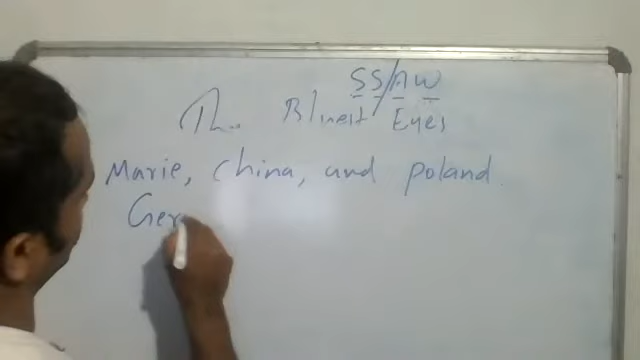 SS/AW
The Bluest Eyes
Marie, China, and poland.
Ger